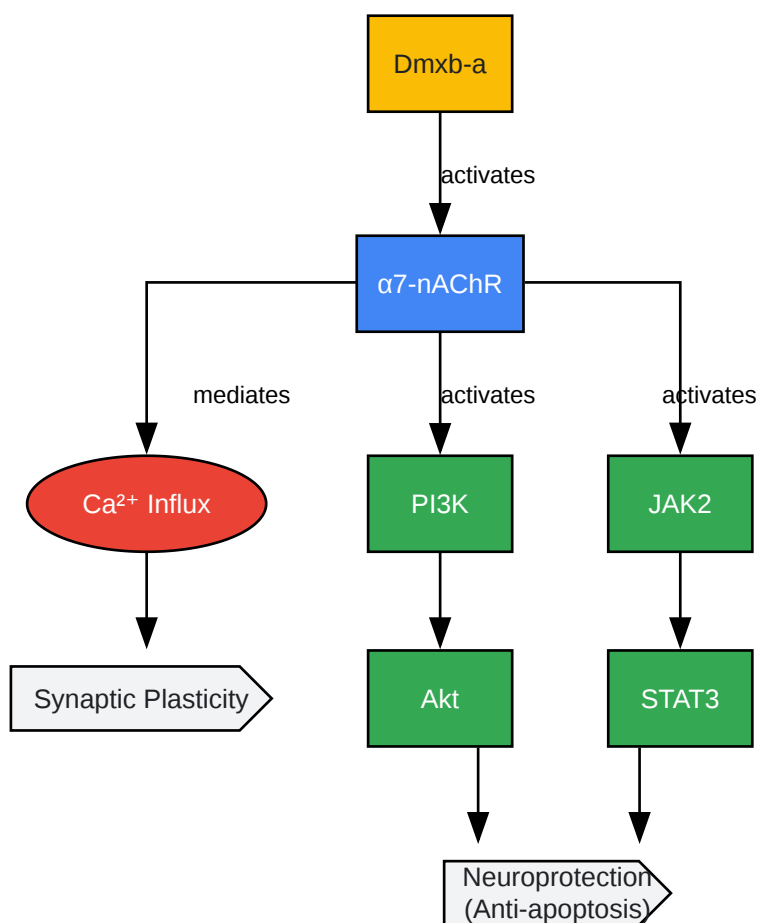 Dmxb-a
activates
α7-nAChR
mediates
activates
activates
Ca²⁺ Influx
PI3K
JAK2
Synaptic Plasticity
Akt
STAT3
Neuroprotection
(Anti-apoptosis)